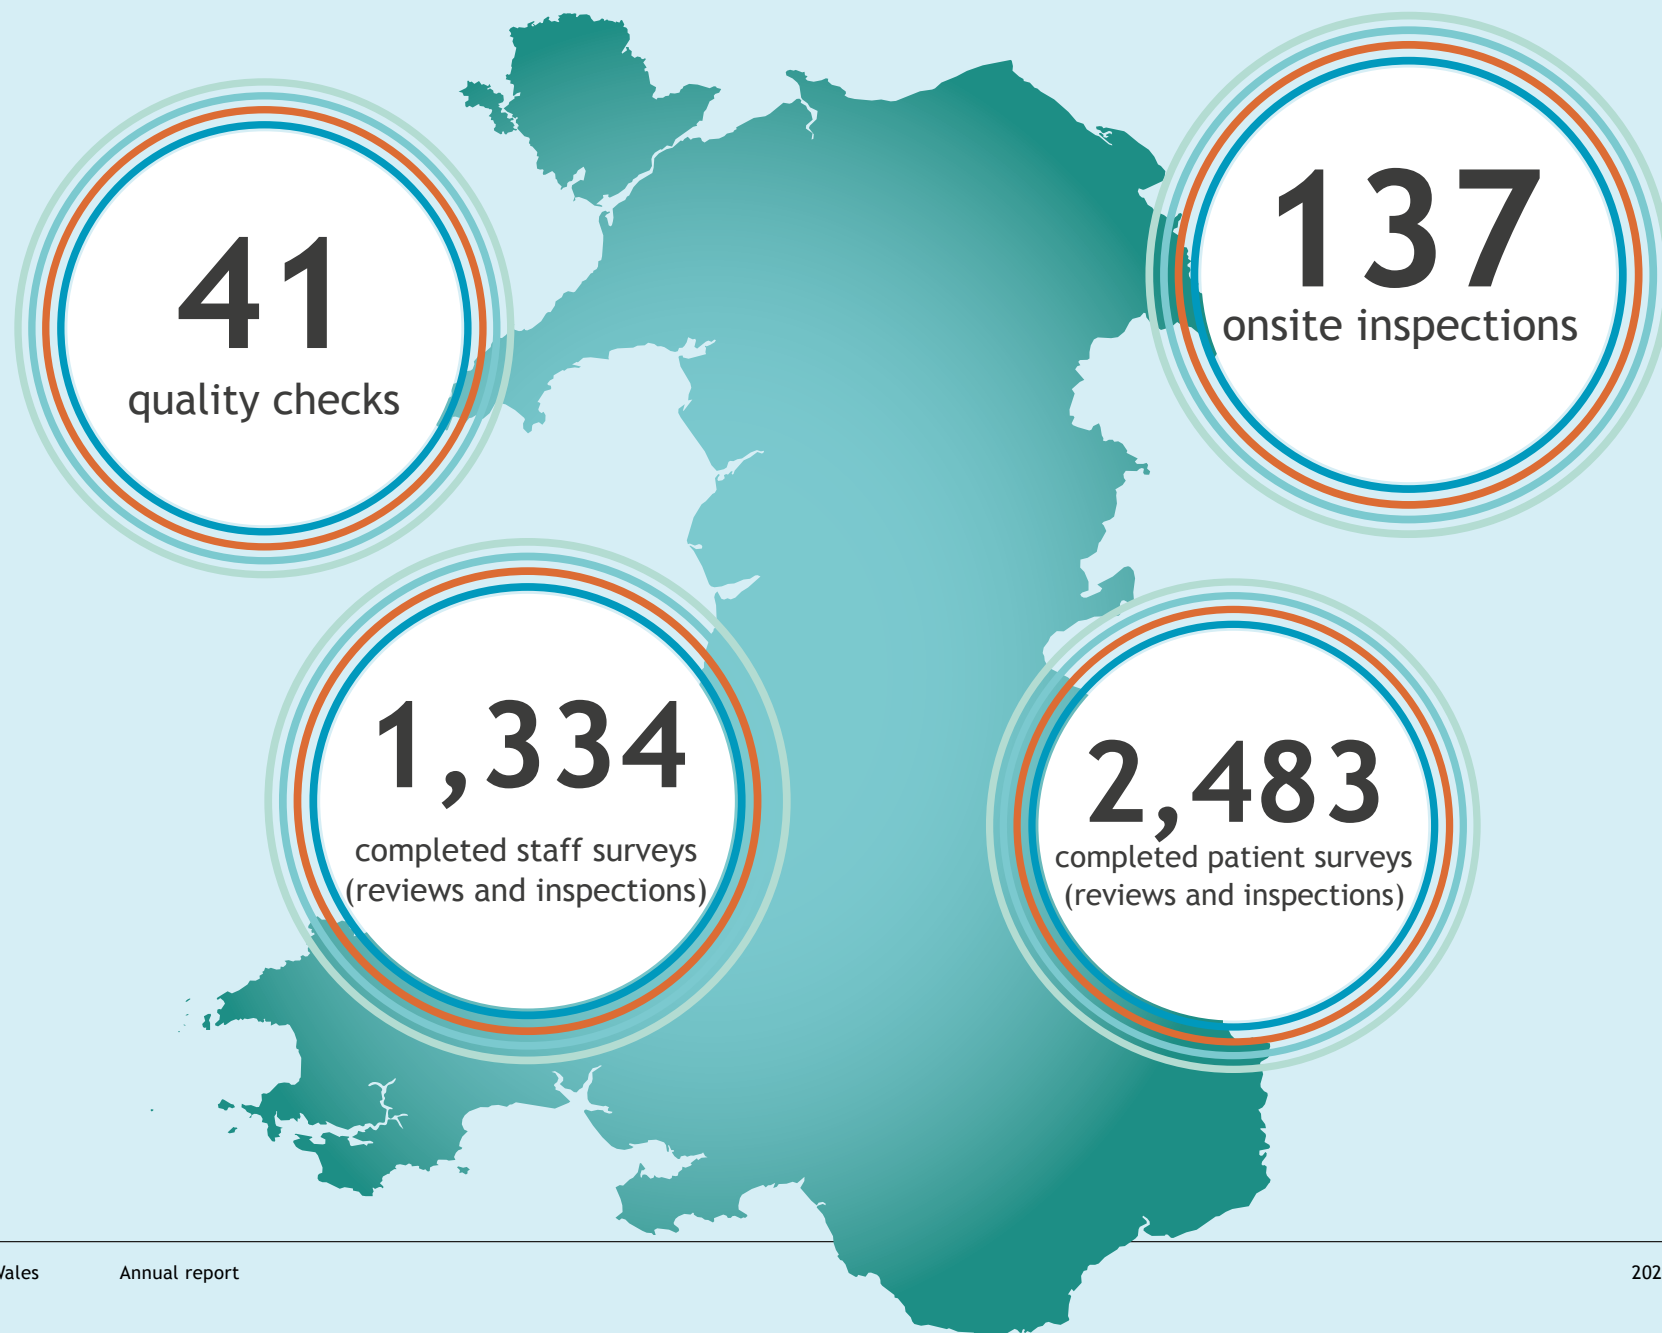 41
quality checks
137
onsite inspections
1,334
completed staff surveys
(reviews and inspections)
2,483
completed patient surveys
(reviews and inspections)
Annual report